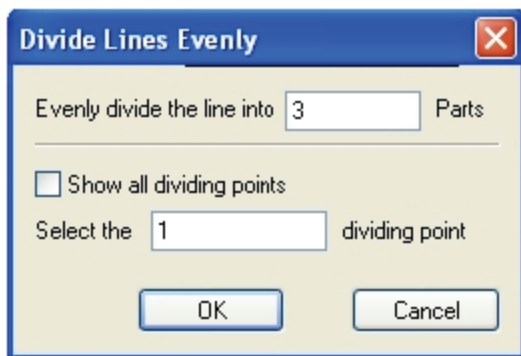 Divide Lines Evenly
Evenly divide the line into 3 Parts
Show all dividing points
Select the 1 dividing point
OK Cancel